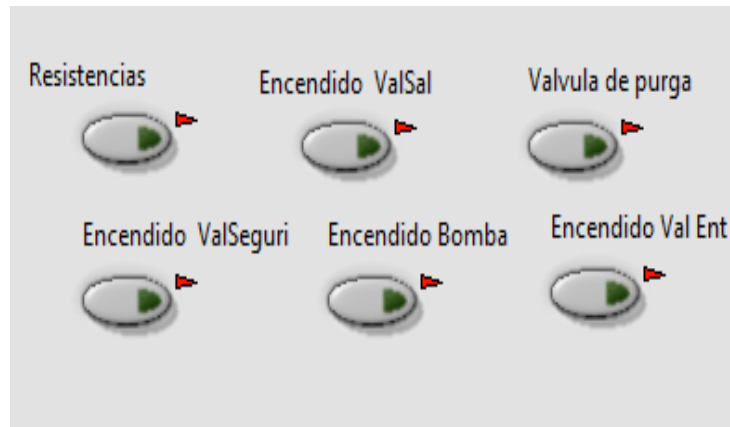 Resistencias
Encendido ValSal
Valvula de purga
Encendido ValSeguri
Encendido Bomba
Encendido Val Ent